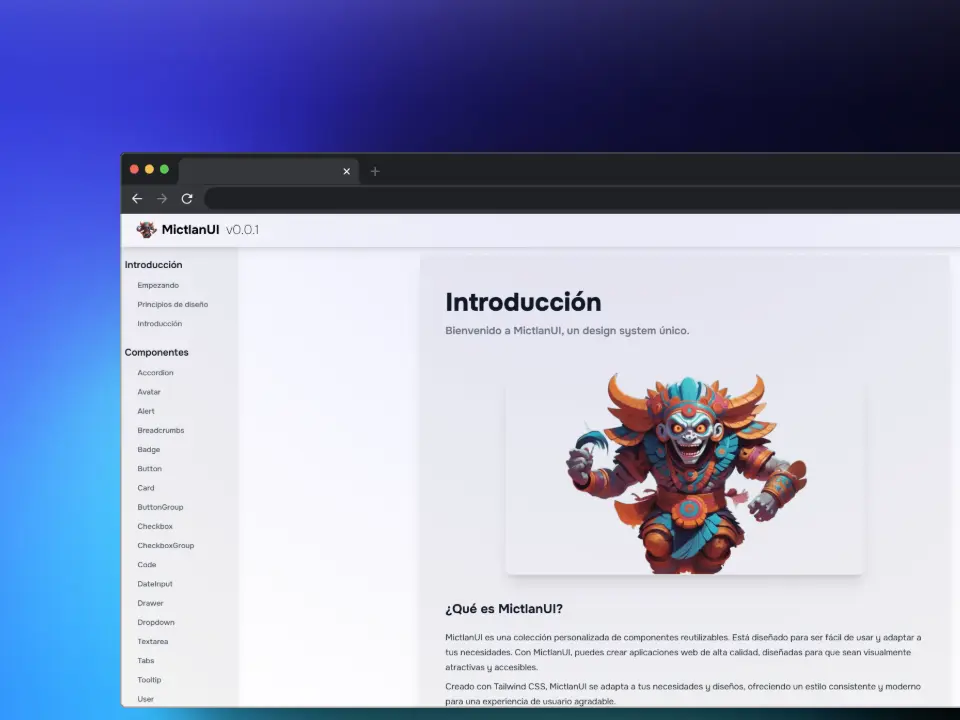 MictlanUI v0.0.1
Introducción
Empezando
Principios de diseño
Introducción
Componentes
Accordion
Avatar
Alert
Breadcrumbs
Badge
Button
Card
ButtonGroup
Checkbox
CheckboxGroup
Code
DateInput
Drawer
Dropdown
Textarea
Tabs
Tooltip
User
Introducción
Bienvenido a MictlanUI, un design system único.
¿Qué es MictlanUI?
MictlanUI es una colección personalizada de componentes reutilizables. Está diseñado para ser fácil de usar y adaptar a
tus necesidades. Con MictlanUI, puedes crear aplicaciones web de alta calidad, diseñadas para que sean visualmente
atractivas y accesibles.
Creado con Tailwind CSS, MictlanUI se adapta a tus necesidades y diseños, ofreciendo un estilo consistente y moderno
para una experiencia de usuario agradable.